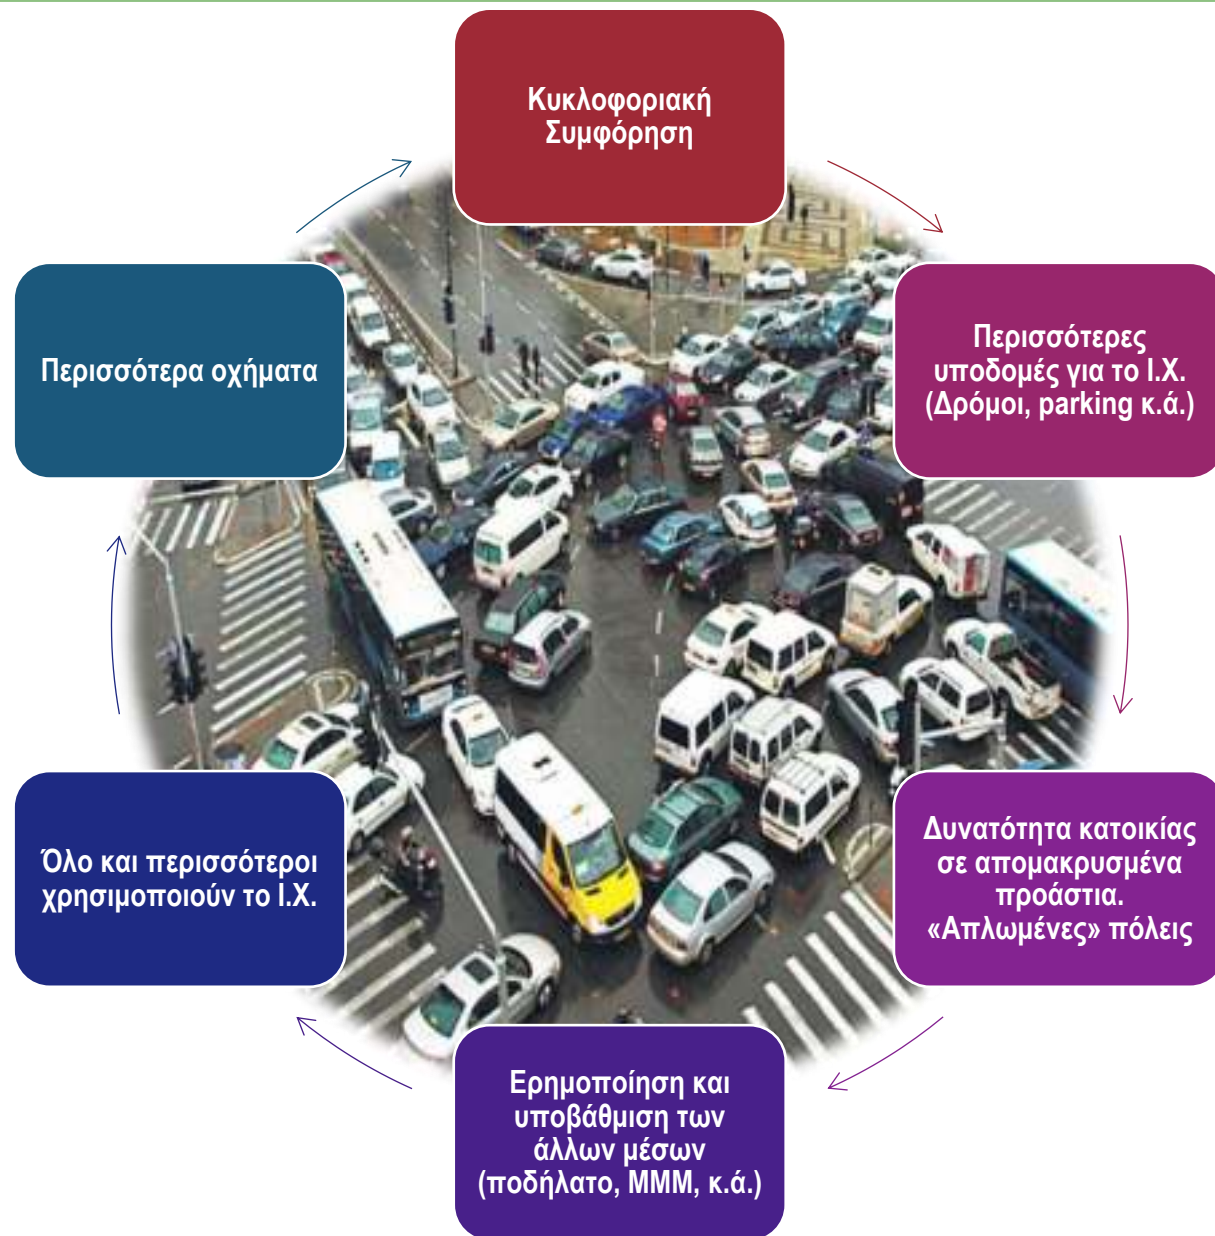 Κυκλοφοριακή
Συμφόρηση
Περισσότερες
υποδομές για το Ι.Χ.
(Δρόμοι, parking κ.ά.)
Δυνατότητα κατοικίας
σε απομακρυσμένα
προάστια.
«Απλωμένες» πόλεις
Ερημοποίηση και
υποβάθμιση των
άλλων μέσων
(ποδήλατο, ΜΜΜ, κ.ά.)
Όλο και περισσότεροι
χρησιμοποιούν το Ι.Χ.
Περισσότερα οχήματα